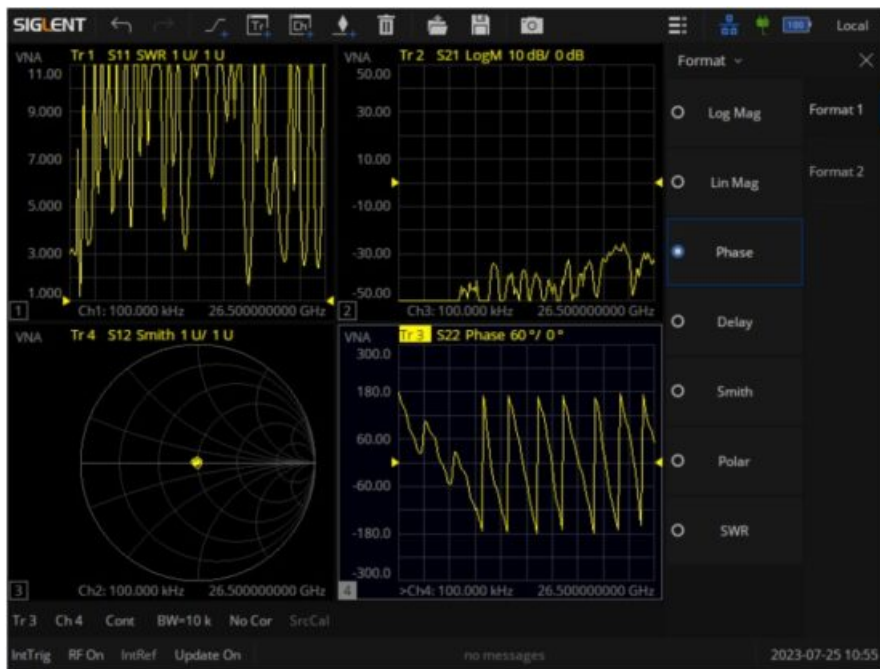 SIGLENT
Tr
Ch
100
Local
VNA
Tr 1 S11 SWR 1 U/ 1 U
11.00
9.000
7.000
5.000
3.000
1.000
1
Ch1: 100.000 kHz
26.500000000 GHz
VNA
Tr 2 S21 LogM 10 dB/ 0 dB
50.00
30.00
10.00
-10.00
-30.00
-50.00
2
Ch3: 100.000 kHz
26.500000000 GHz
VNA
Tr 4 S12 Smith 1 U/ 1 U
3
Ch2: 100.000 kHz
26.500000000 GHz
VNA
Tr 3 S22 Phase 60 °/ 0 °
300.0
180.0
60.00
-60.00
-180.0
-300.0
4
>Ch4: 100.000 kHz
26.500000000 GHz
Format
Log Mag
Lin Mag
Phase
Delay
Smith
Polar
SWR
Format 1
Format 2
Tr 3 Ch 4 Cont BW=10 k No Cor SrcCal
IntTrig RF On IntRef Update On no messages 2023-07-25 10:55